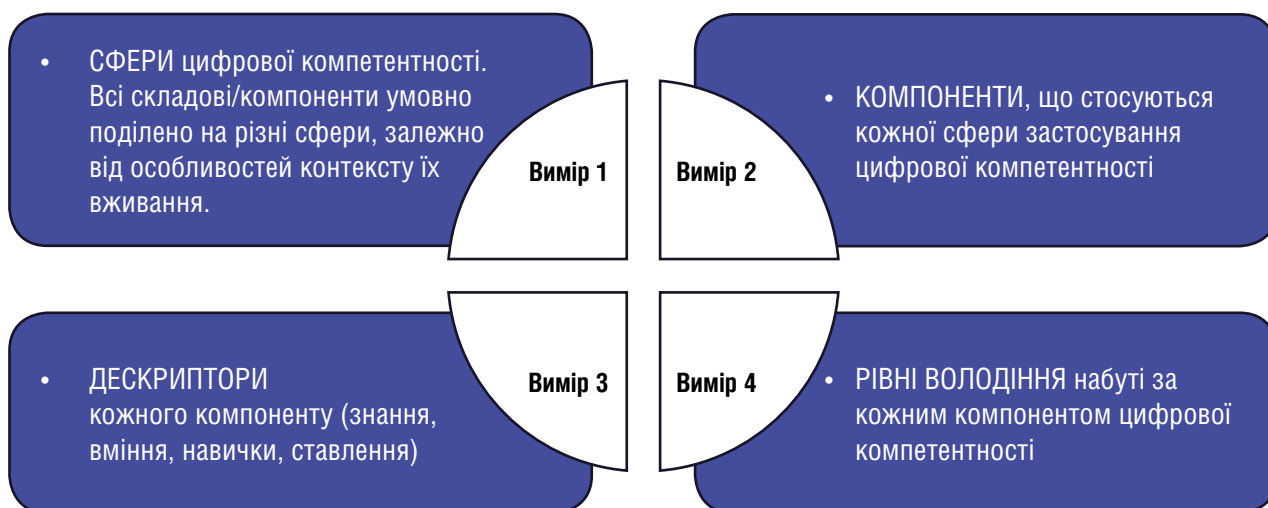 • СФЕРИ цифрової компетентності.
Всі складові/компоненти умовно
поділено на різні сфери, залежно
від особливостей контексту їх
вживання.
Вимір 1
Вимір 2
• КОМПОНЕНТИ, що стосуються
кожної сфери застосування
цифрової компетентності
• ДЕСКРИПТОРИ
кожного компоненту (знання,
вміння, навички, ставлення)
Вимір 3
Вимір 4
• РІВНІ ВОЛОДІННЯ набуті за
кожним компонентом цифрової
компетентності